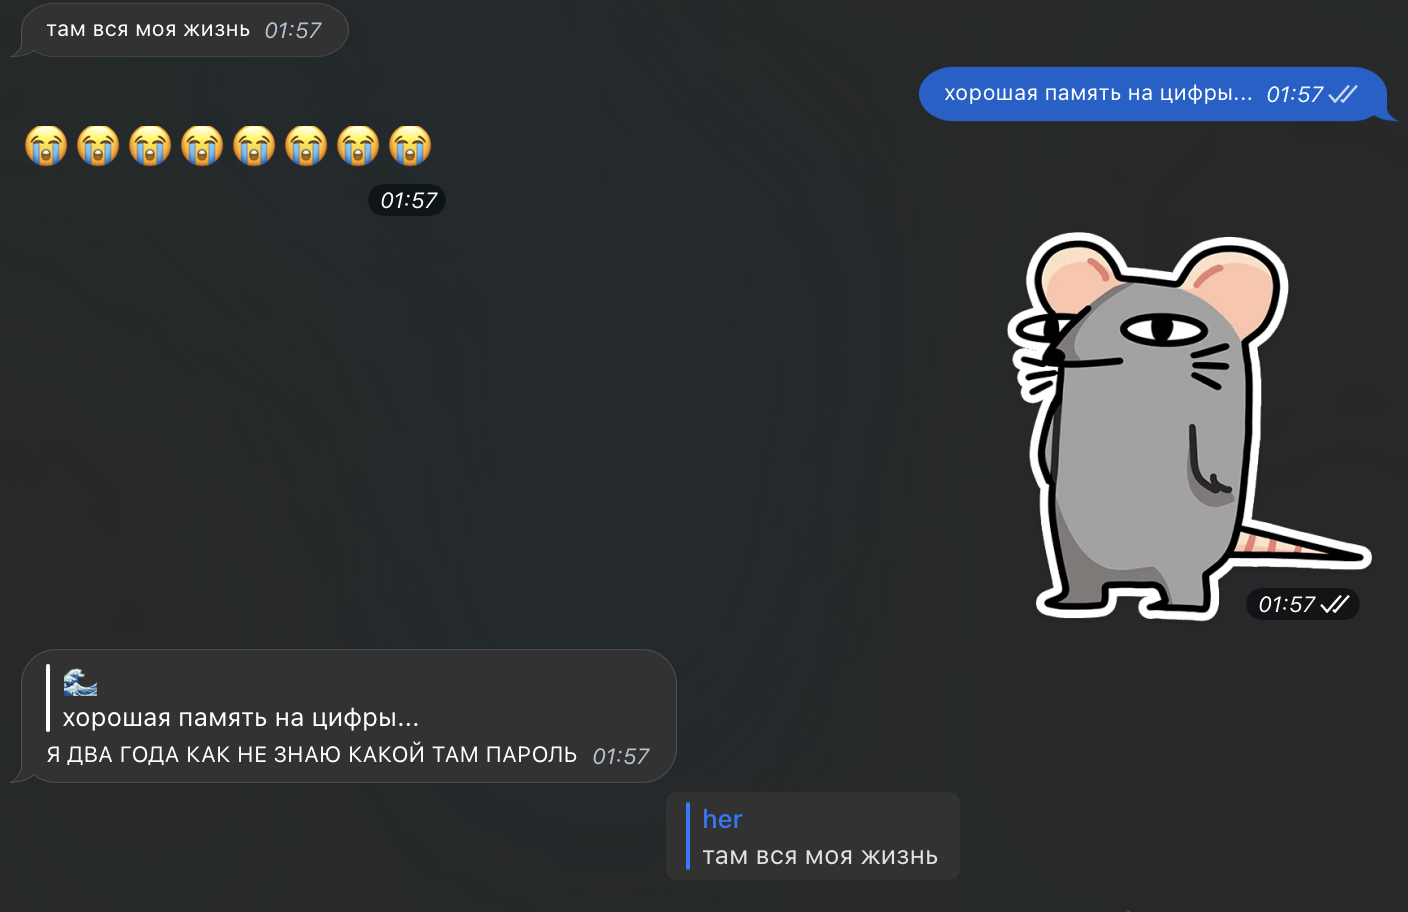 там вся моя жизнь 01:57
хорошая память на цифры... 01:57
😭😭😭😭😭😭😭😭
01:57
01:57
🌊
хорошая память на цифры...
Я ДВА ГОДА КАК НЕ ЗНАЮ КАКОЙ ТАМ ПАРОЛЬ 01:57
her
там вся моя жизнь